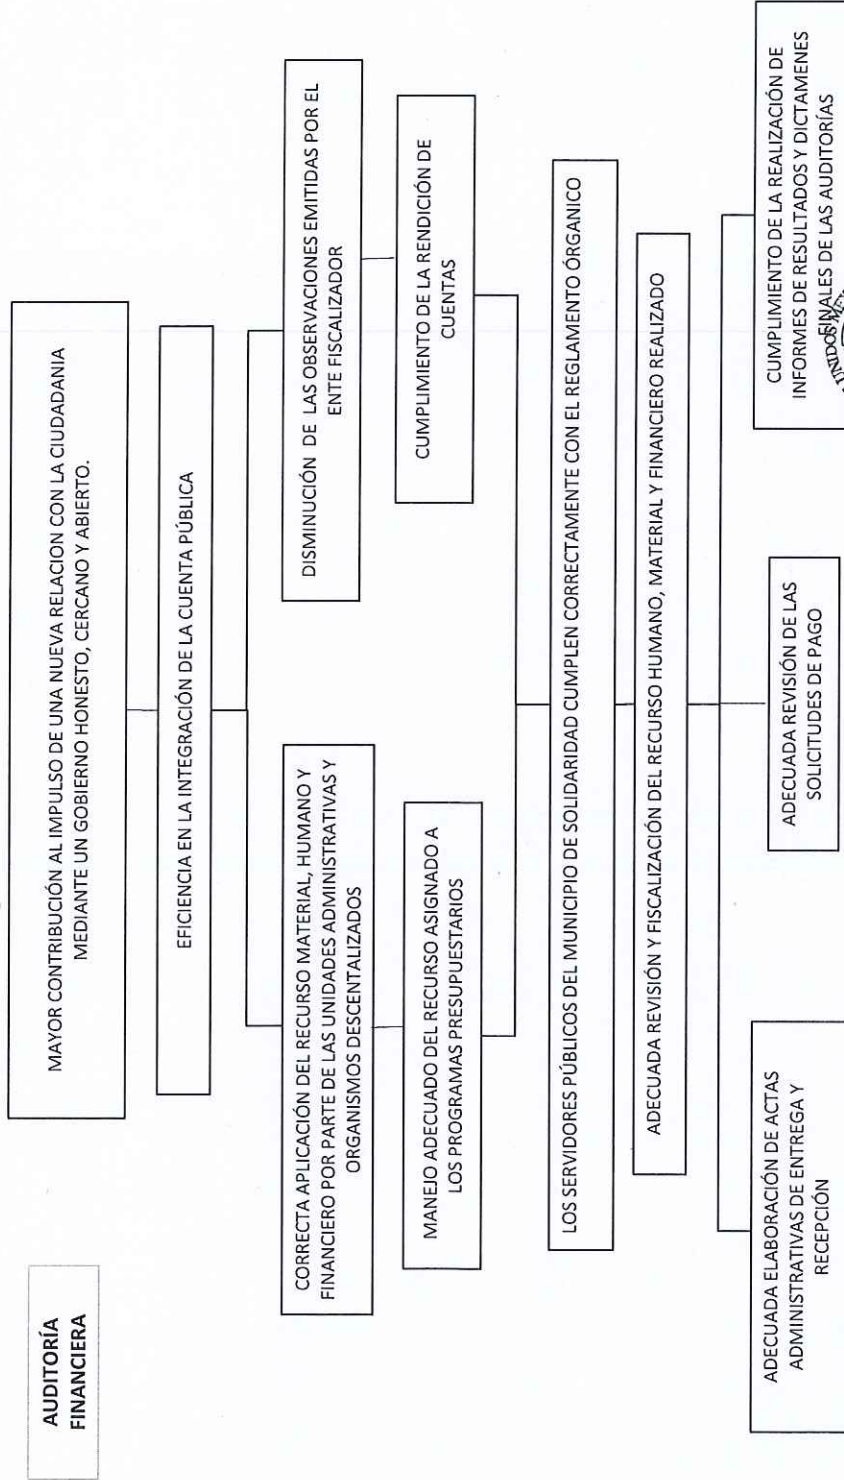 AUDITORÍA
FINANCIERA
MAYOR CONTRIBUCIÓN AL IMPULSO DE UNA NUEVA RELACION CON LA CIUDADANIA
MEDIANTE UN GOBIERNO HONESTO, CERCANO Y ABIERTO.
EFICIENCIA EN LA INTEGRACIÓN DE LA CUENTA PÚBLICA
CORRECTA APLICACIÓN DEL RECURSO MATERIAL, HUMANO Y
FINANCIERO POR PARTE DE LAS UNIDADES ADMINISTRATIVAS Y
ORGANISMOS DESCENTALIZADOS
DISMINUCIÓN DE LAS OBSERVACIONES EMITIDAS POR EL
ENTE FISCALIZADOR
MANEJO ADECUADO DEL RECURSO ASIGNADO A
LOS PROGRAMAS PRESUPUESTARIOS
CUMPLIMIENTO DE LA RENDICIÓN DE
CUENTAS
LOS SERVIDORES PÚBLICOS DEL MUNICIPIO DE SOLIDARIDAD CUMPLEN CORRECTAMENTE CON EL REGLAMENTO ÓRGANICO
ADECUADA REVISIÓN Y FISCALIZACIÓN DEL RECURSO HUMANO, MATERIAL Y FINANCIERO REALIZADO
ADECUADA ELABORACIÓN DE ACTAS
ADMINISTRATIVAS DE ENTREGA Y
RECEPCIÓN
ADECUADA REVISIÓN DE LAS
SOLICITUDES DE PAGO
CUMPLIMIENTO DE LA REALIZACIÓN DE
INFORMES DE RESULTADOS Y DICTAMENES
FINALES DE LAS AUDITORÍAS
UNIDOS